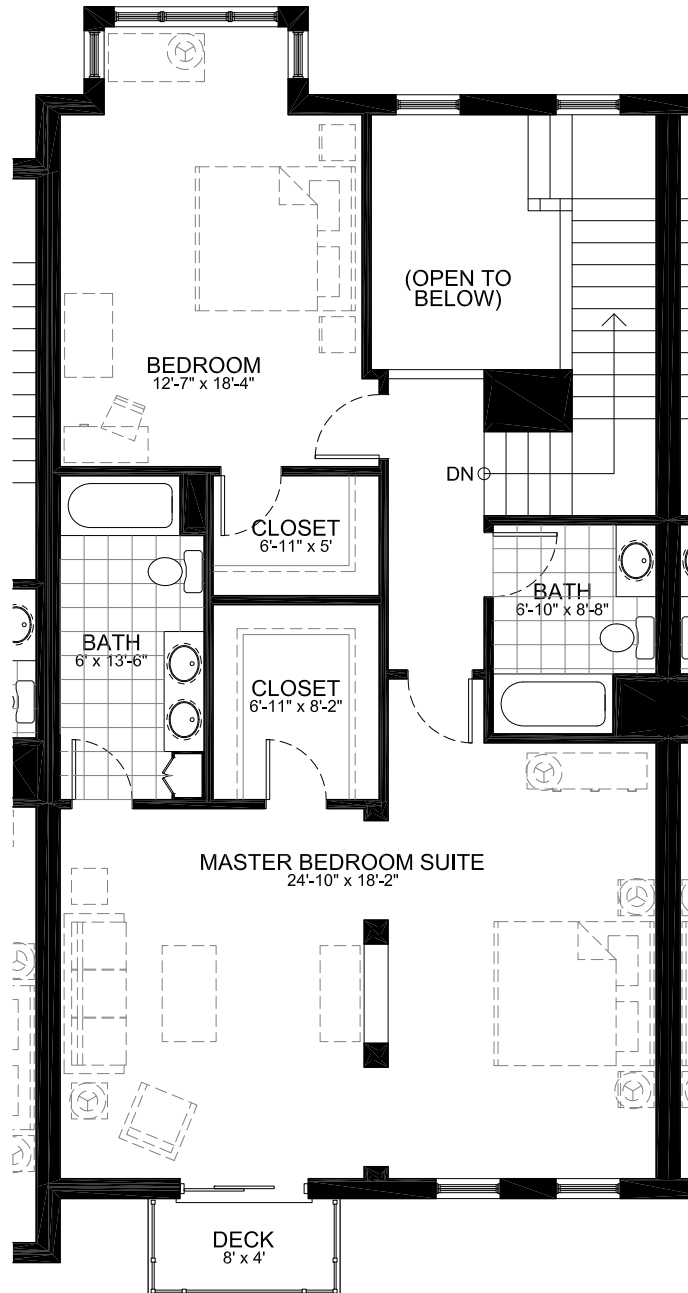 (OPEN TO
BELOW)
BEDROOM
12'-7" x 18'-4"
DN
CLOSET
6'-11" x 5'
BATH
6'-10" x 8'-8"
BATH
6' x 13'-6"
CLOSET
6'-11" x 8'-2"
MASTER BEDROOM SUITE
24'-10" x 18'-2"
DECK
8' x 4'